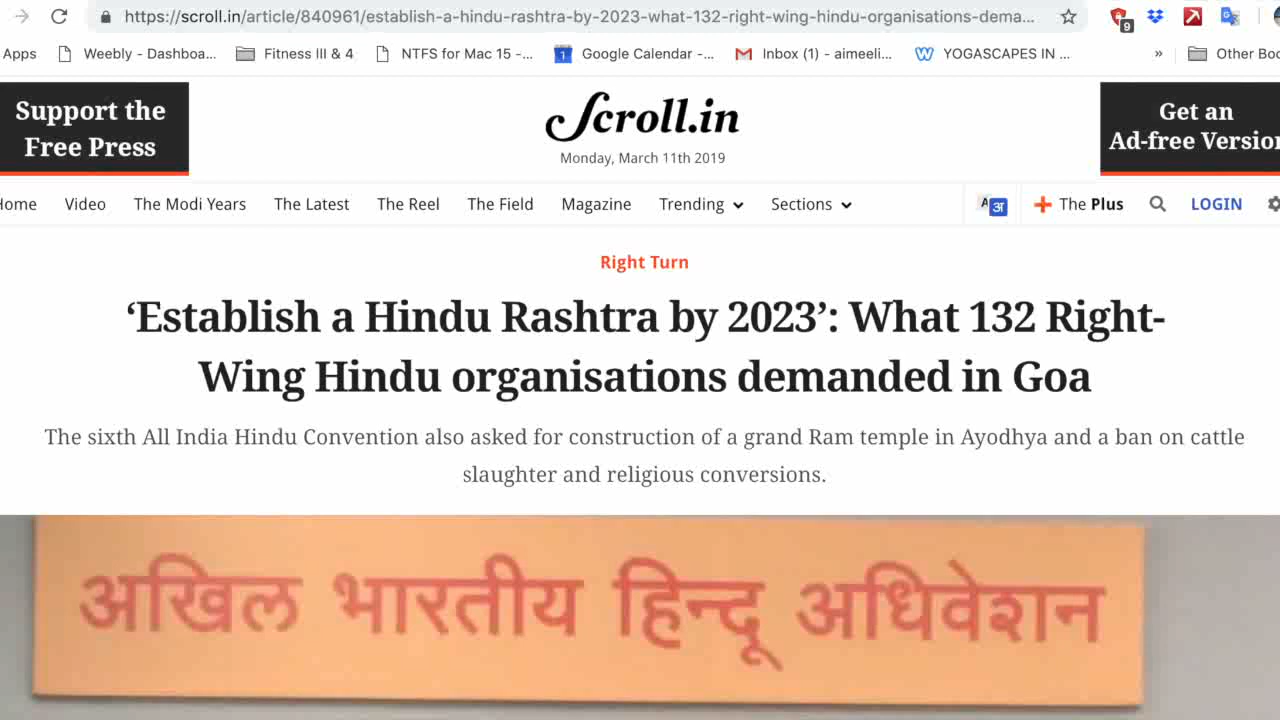 https://scroll.in/article/840961/establish-a-hindu-rashtra-by-2023-what-132-right-wing-hindu-organisations-dema...
9
Apps Weebly - Dashboa... Fitness III & 4 NTFS for Mac 15 -... 1 Google Calendar -... Inbox (1) - aimeeli... YOGASCAPES IN ... » Other Boo
Support the
Free Press
Scroll.in
Monday, March 11th 2019
Get an
Ad-free Version
Home Video The Modi Years The Latest The Reel The Field Magazine Trending Sections A अ The Plus LOGIN
Right Turn
‘Establish a Hindu Rashtra by 2023’: What 132 Right-
Wing Hindu organisations demanded in Goa
The sixth All India Hindu Convention also asked for construction of a grand Ram temple in Ayodhya and a ban on cattle
slaughter and religious conversions.
अखिल भारतीय हिन्दू अधिवेशन